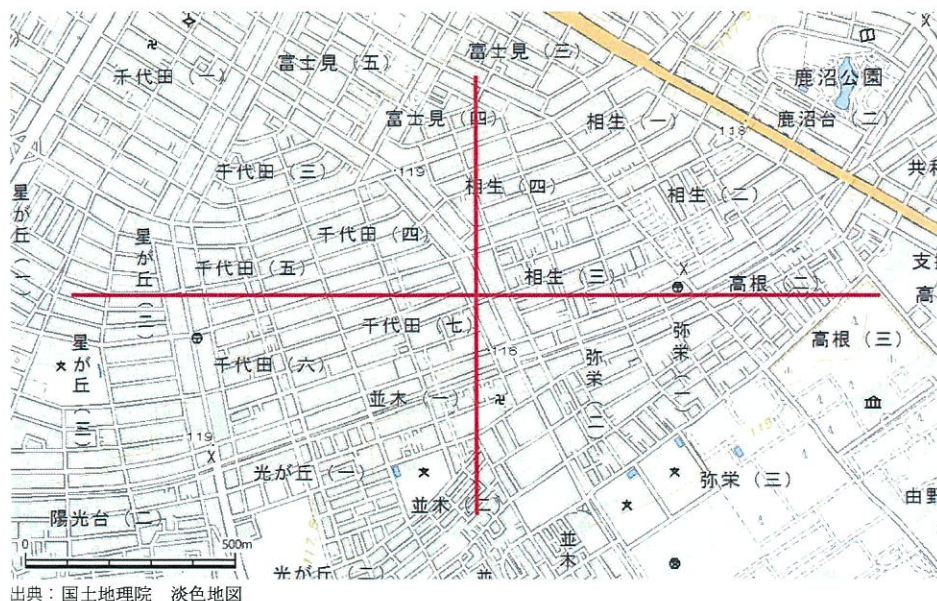 富士見（三）
富士見（五）
千代田（一）
鹿沼公園
富士見（四）
相生（一）
鹿沼台（二）
118
千代田（三）
119
共和
相生（四）
相生（二）
星が丘（一）
星が丘（二）
千代田（四）
千代田（五）
相生（三）
高根（二）
支
高
千代田（七）
弥栄（一）
高根（三）
星が丘（三）
千代田（六）
弥栄（二）
並木（一）
119
光が丘（一）
弥栄（三）
並木（二）
由野
陽光台（二）
並木
0
500m
光が丘（二）
並
出典：国土地理院　淡色地図